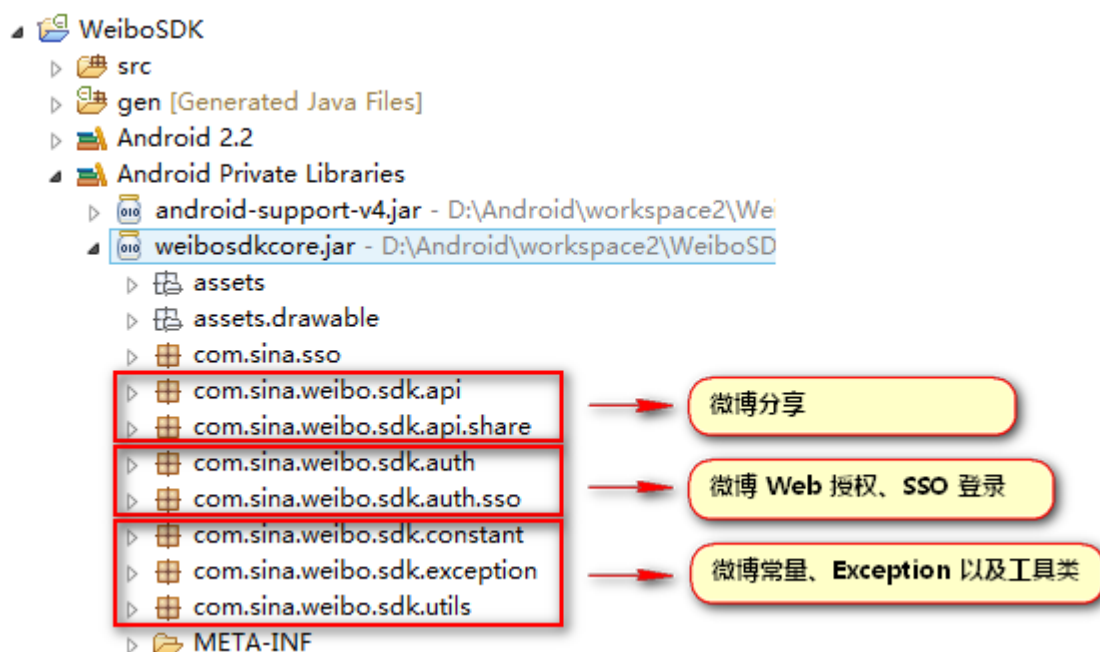 WeiboSDK
src
gen [Generated Java Files]
Android 2.2
Android Private Libraries
android-support-v4.jar - D:\Android\workspace2\We
weibosdkcore.jar - D:\Android\workspace2\WeiboSD
assets
assets.drawable
com.sina.sso
com.sina.weibo.sdk.api
微博分享
com.sina.weibo.sdk.api.share
com.sina.weibo.sdk.auth
微博 Web 授权、SSO 登录
com.sina.weibo.sdk.auth.sso
com.sina.weibo.sdk.constant
com.sina.weibo.sdk.exception
微博常量、Exception 以及工具类
com.sina.weibo.sdk.utils
META-INF